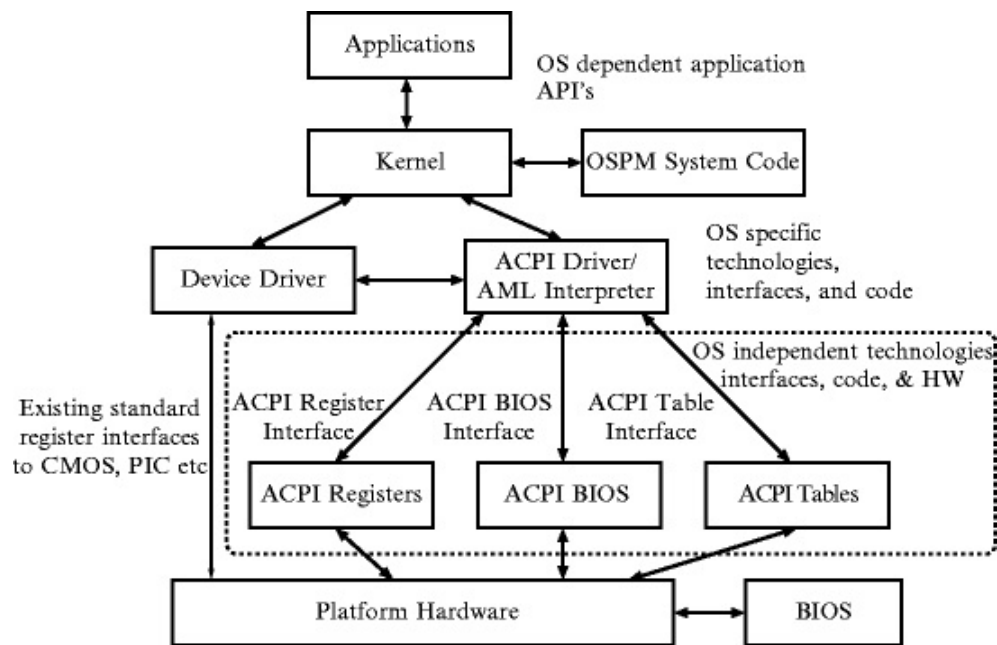 Applications
OS dependent application
API's
Kernel
OSPM System Code
Device Driver
ACPI Driver/
AML Interpreter
OS specific
technologies,
interfaces, and code
OS independent technologies
interfaces, code, & HW
Existing standard
register interfaces
to CMOS, PIC etc
ACPI Register
Interface
ACPI BIOS
Interface
ACPI Table
Interface
ACPI Registers
ACPI BIOS
ACPI Tables
Platform Hardware
BIOS